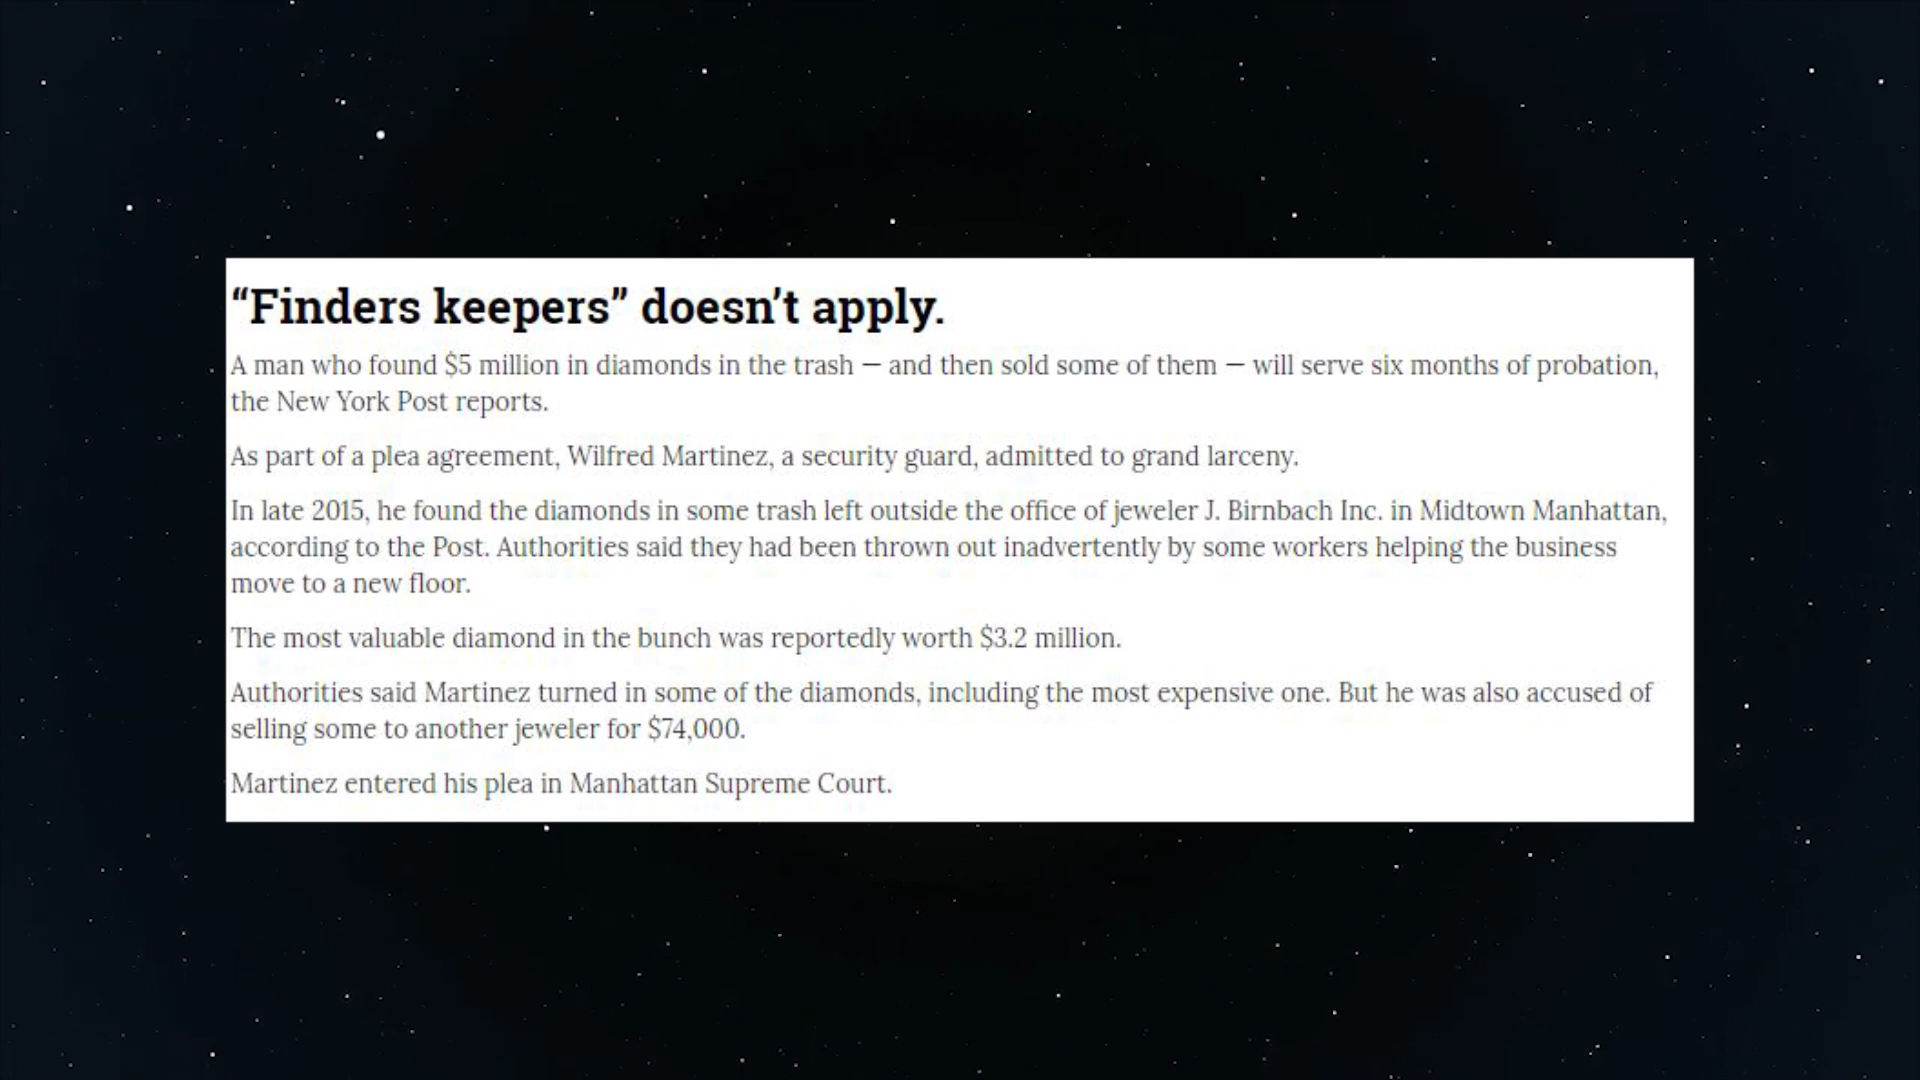 “Finders keepers” doesn’t apply.
A man who found $5 million in diamonds in the trash — and then sold some of them — will serve six months of probation,
the New York Post reports.
As part of a plea agreement, Wilfred Martinez, a security guard, admitted to grand larceny.
In late 2015, he found the diamonds in some trash left outside the office of jeweler J. Birnbach Inc. in Midtown Manhattan,
according to the Post. Authorities said they had been thrown out inadvertently by some workers helping the business
move to a new floor.
The most valuable diamond in the bunch was reportedly worth $3.2 million.
Authorities said Martinez turned in some of the diamonds, including the most expensive one. But he was also accused of
selling some to another jeweler for $74,000.
Martinez entered his plea in Manhattan Supreme Court.